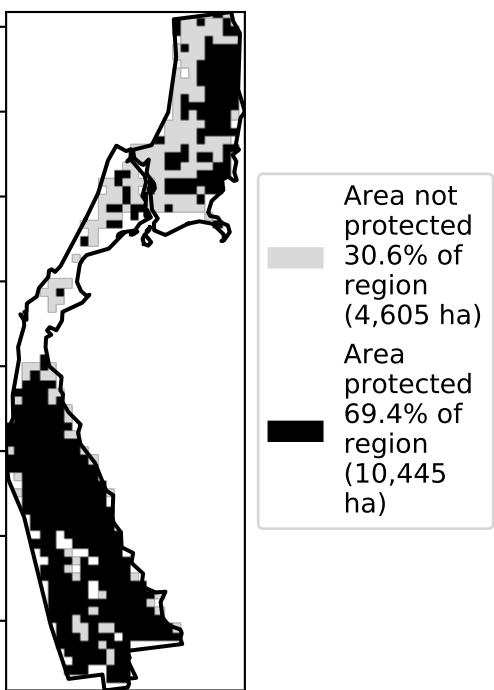 Area not
protected
30.6% of
region
(4,605 ha)
Area
protected
69.4% of
region
(10,445
ha)